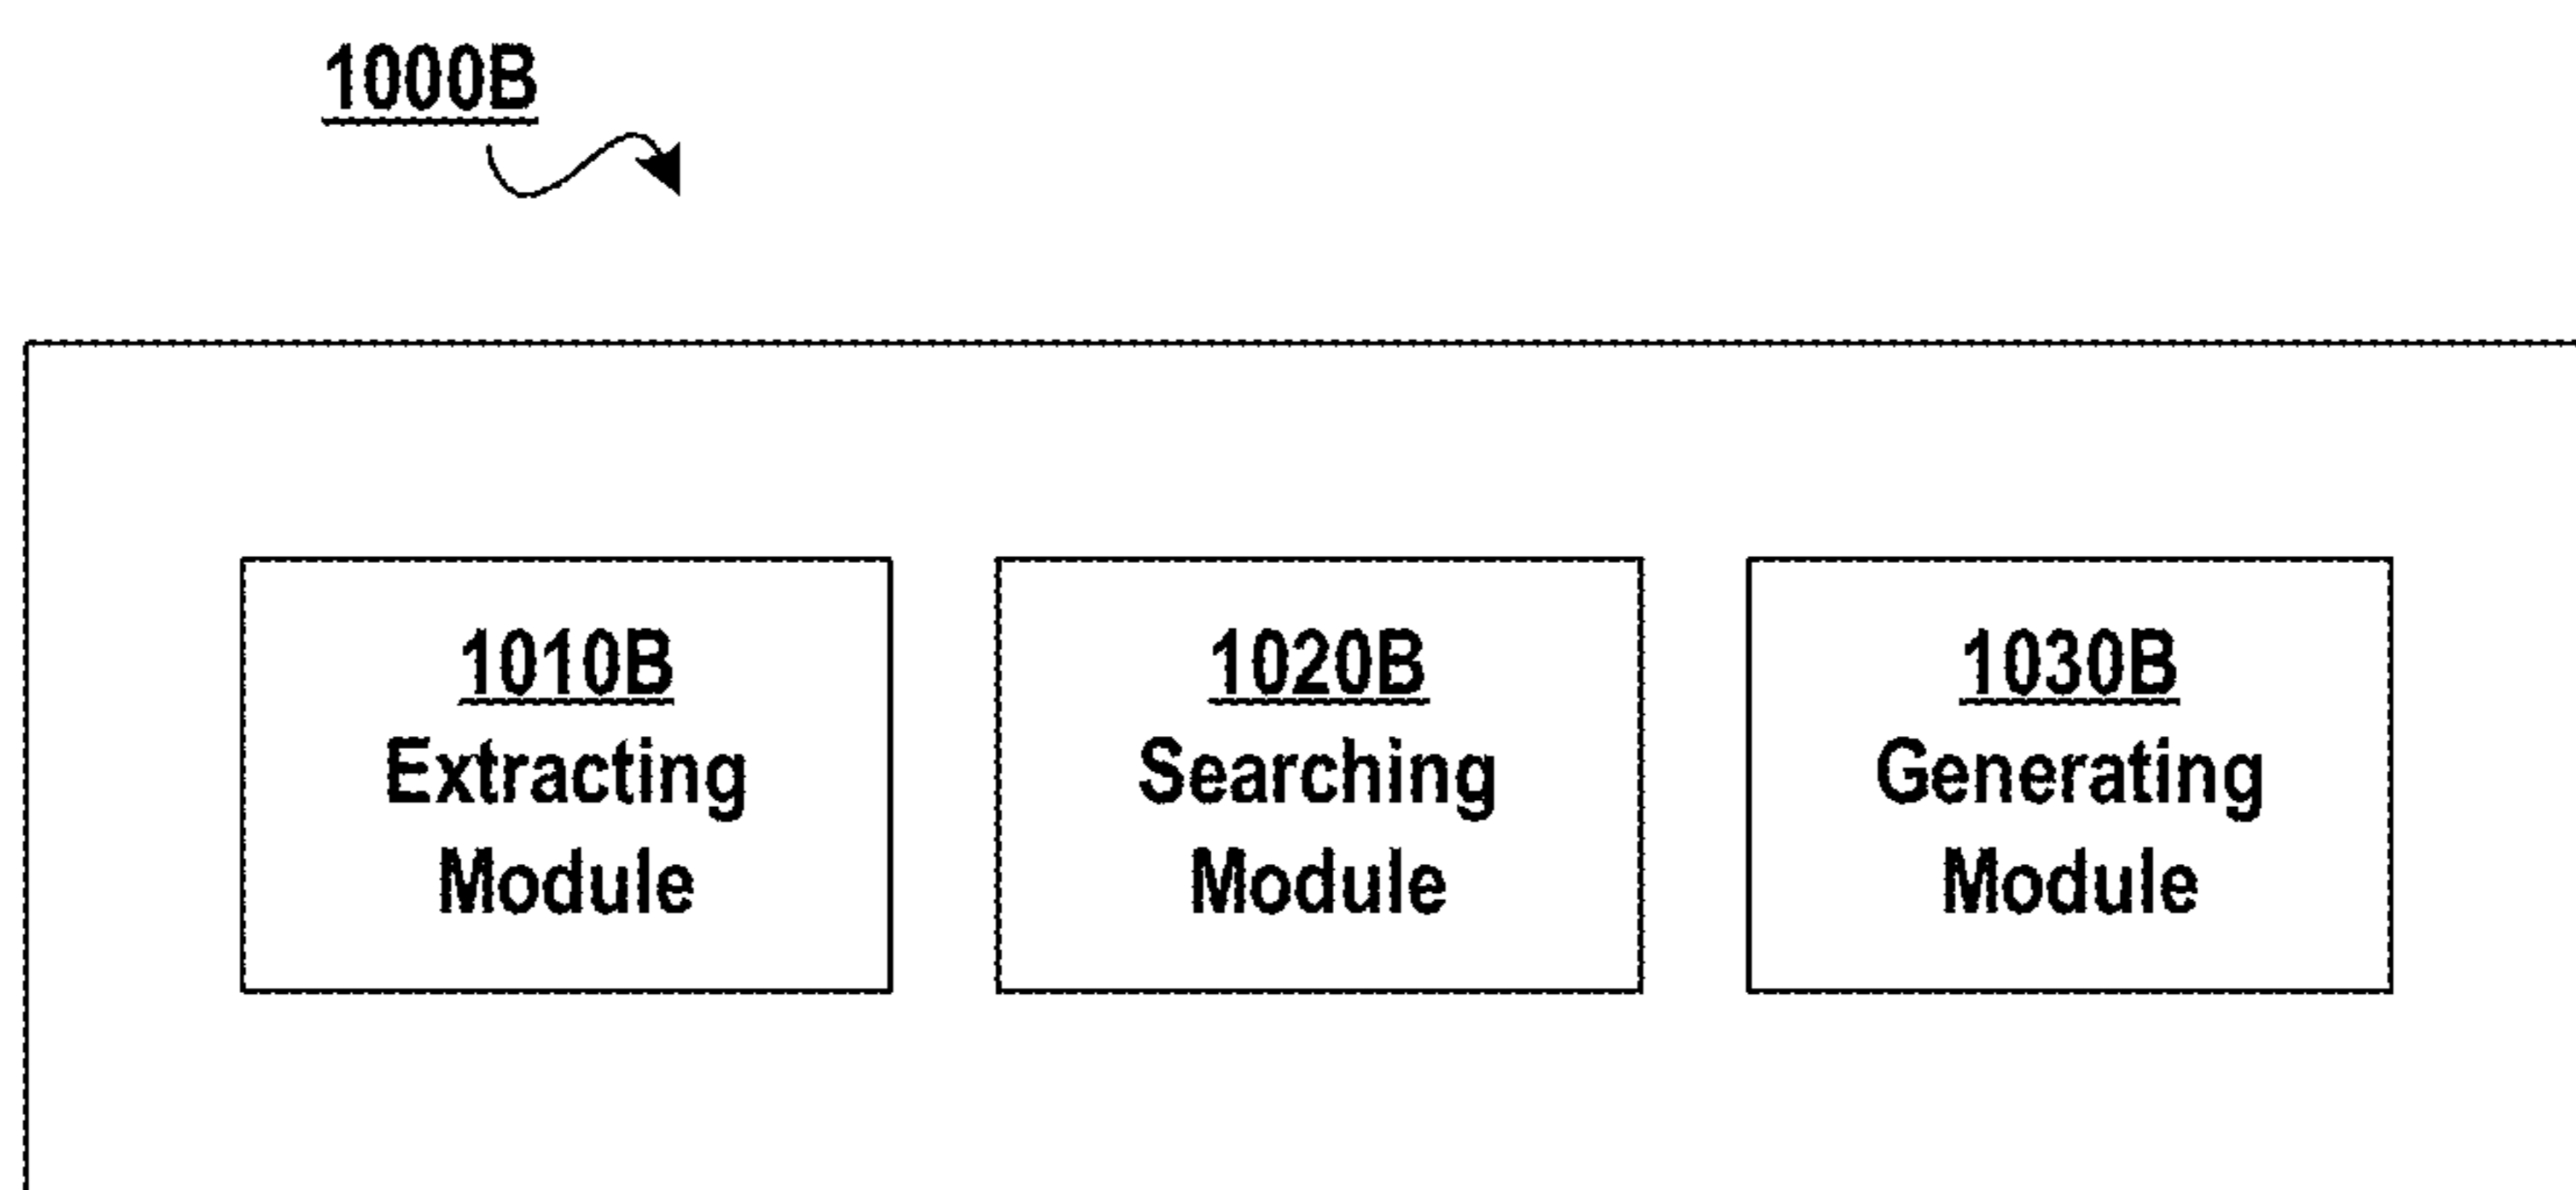 1000B
1010B
Extracting
Module
1020B
Searching
Module
1030B
Generating
Module